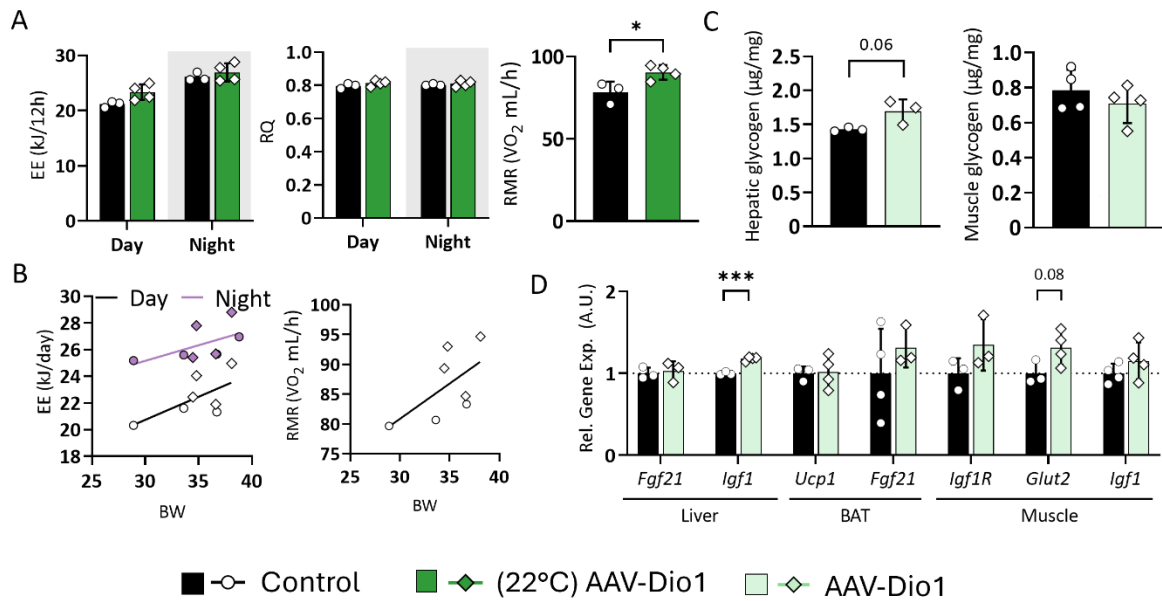 A
EE (kJ/12h)
30
20
10
0
Day
Night
RQ
1.0
0.8
0.6
0.4
0.2
0
Day
Night
RMR (VO2 mL/h)
100
50
0
*
C
Hepatic glycogen (µg/mg)
2.5
2.0
1.5
1.0
0.5
0
0.06
Muscle glycogen (µg/mg)
1.0
0.8
0.6
0.4
0.2
0
B
Day
Night
EE (kJ/day)
30
28
26
24
22
20
18
25
30
35
40
BW
RMR (VO2 mL/h)
95
90
85
80
75
25
30
35
40
BW
D
Rel. Gene Exp. (A.U.)
2
1
0
***
0.08
Fgf21
Igf1
Ucp1
Fgf21
Igf1R
Glut2
Igf1
Liver
BAT
Muscle
Control
(22°C) AAV-Dio1
AAV-Dio1